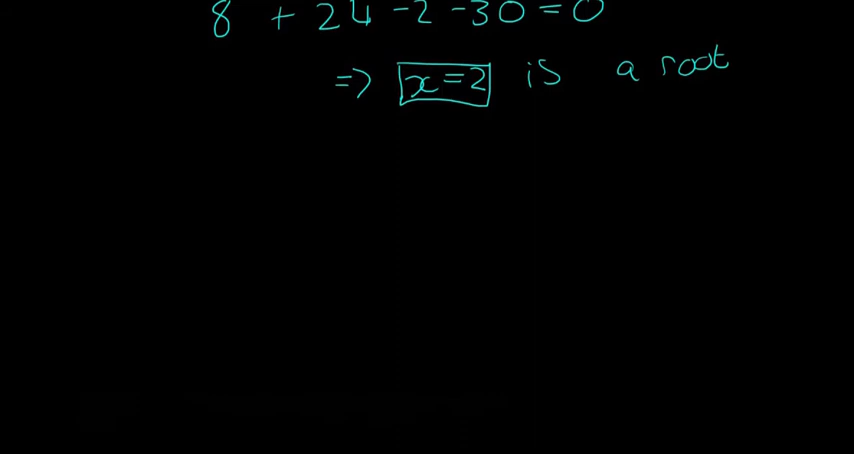 8 + 24 - 2 - 30 = 0
=> x = 2 is a root